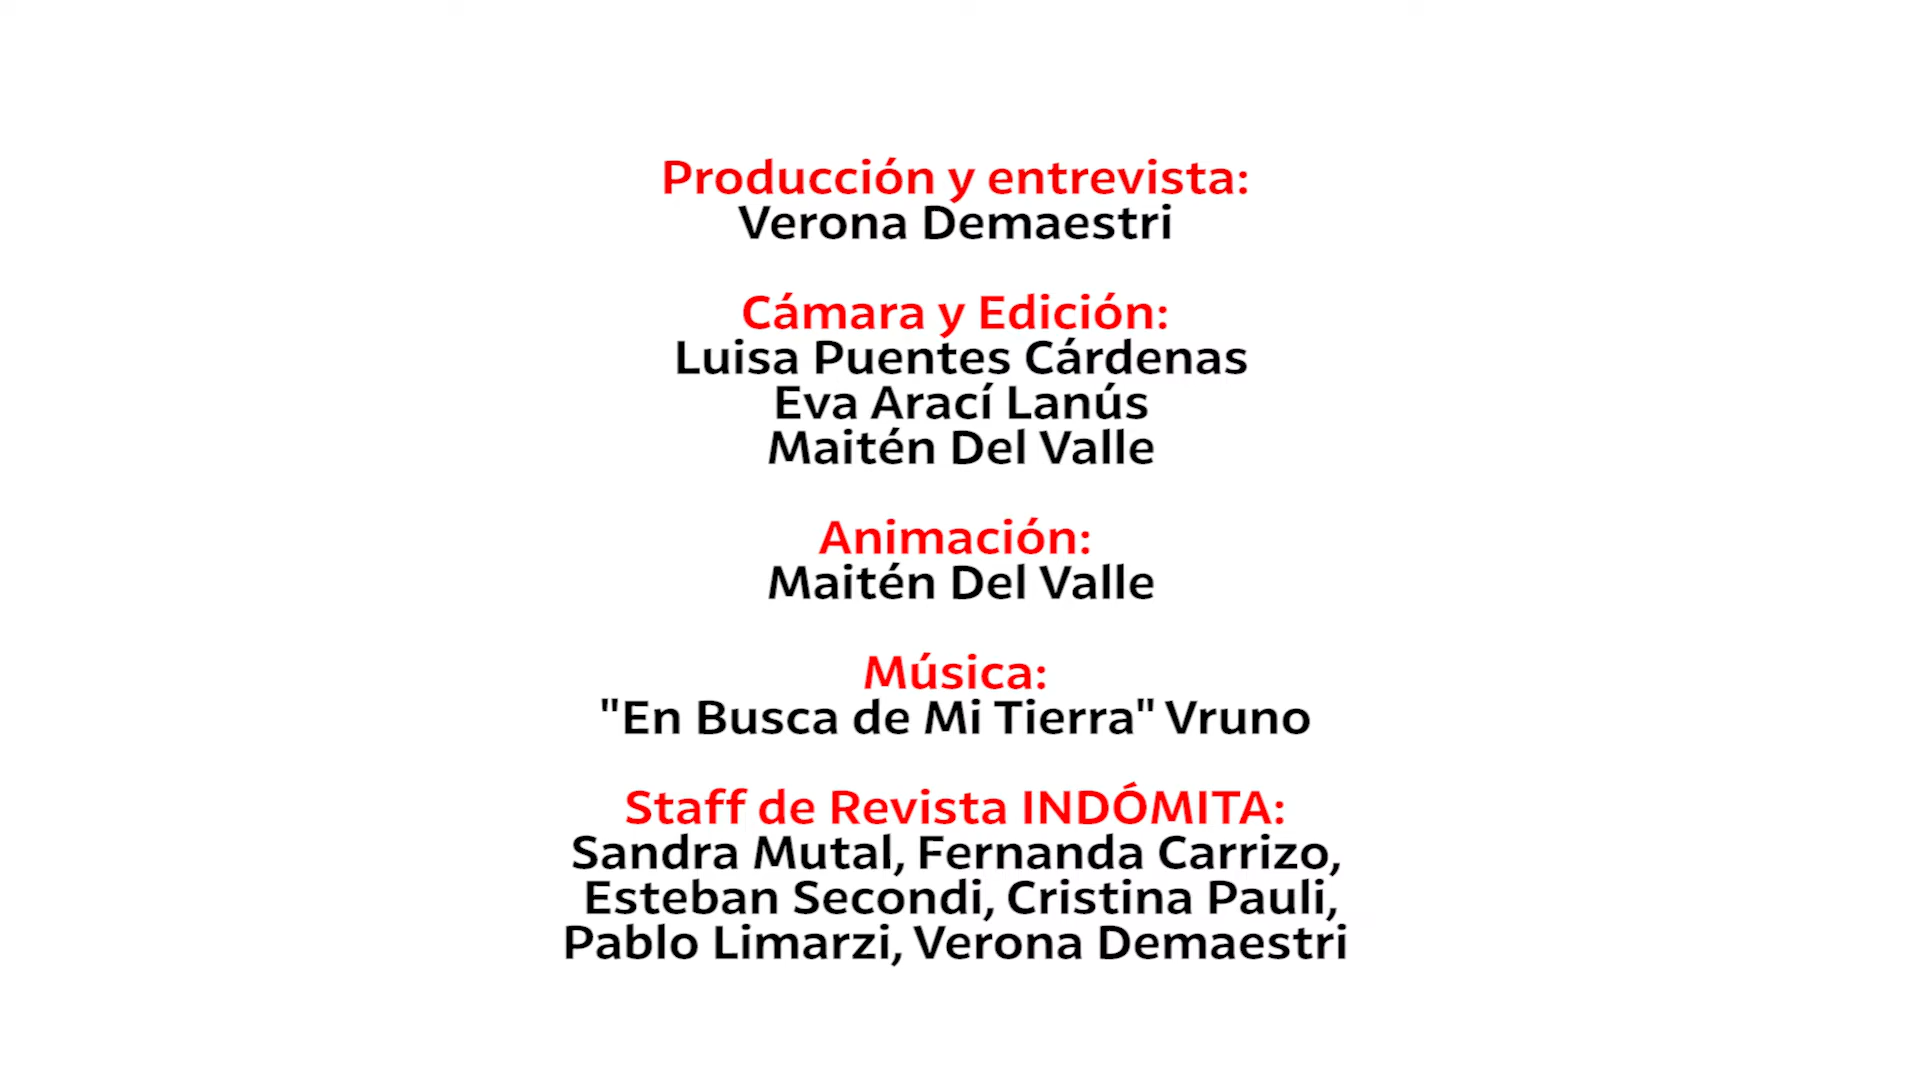 Producción y entrevista:
Verona Demaestri
Cámara y Edición:
Luisa Puentes Cárdenas
Eva Arací Lanús
Maitén Del Valle
Animación:
Maitén Del Valle
Música:
"En Busca de Mi Tierra" Vruno
Staff de Revista INDÓMITA:
Sandra Mutal, Fernanda Carrizo,
Esteban Secondi, Cristina Pauli,
Pablo Limarzi, Verona Demaestri